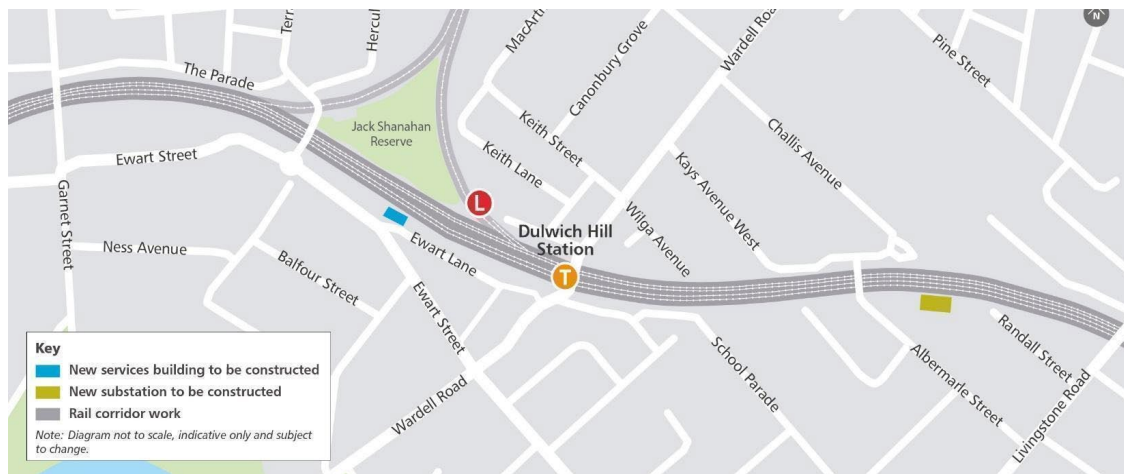 N
Terra
Hercul
MacArth
Canonbury Grove
Wardell Road
Pine Street
The Parade
Jack Shanahan
Reserve
Keith Street
Keith Lane
Challis Avenue
Ewart Street
Kays Avenue West
Garnet Street
L
Wilga Avenue
Dulwich Hill
Station
T
Ness Avenue
Balfour Street
Ewart Lane
Ewart Street
Randall Street
School Parade
Albermarle Street
Wardell Road
Livingstone Road
Key
New services building to be constructed
New substation to be constructed
Rail corridor work
Note: Diagram not to scale, indicative only and subject
to change.